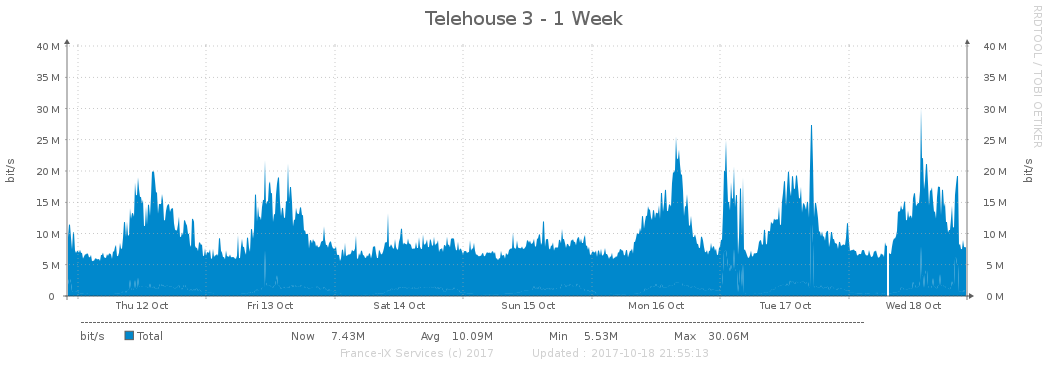 Telehouse 3 - 1 Week
RRDTOOL / TOBI OETIKER
bit/s
40 M 40 M
35 M 35 M
30 M 30 M
25 M 25 M
20 M 20 M
15 M 15 M
10 M 10 M
5 M 5 M
0 0 M
bit/s
Thu 12 Oct Fri 13 Oct Sat 14 Oct Sun 15 Oct Mon 16 Oct Tue 17 Oct Wed 18 Oct
bit/s Total Now 7.43M Avg 10.09M Min 5.53M Max 30.06M
France-IX Services (c) 2017 Updated : 2017-10-18 21:55:13